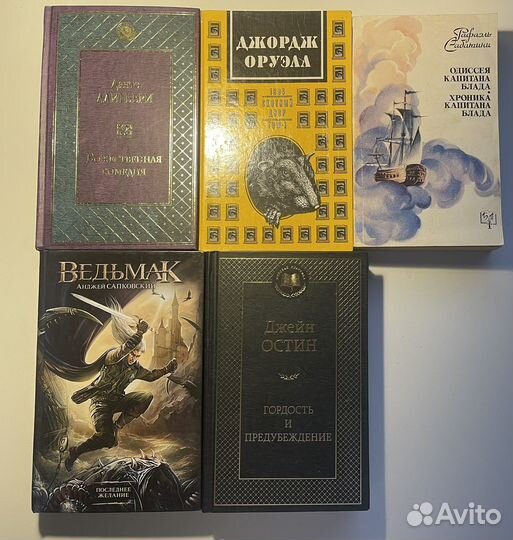 Данте
АЛИГЬЕРИ
Божественная
комедия
ДЖОРДЖ
ОРУЭЛЛ
1984
СКОТНЫЙ
ДВОР
Рафаэль
Сабатини
ОДИССЕЯ
КАПИТАНА
БЛАДА
ХРОНИКА
КАПИТАНА
БЛАДА
ВЕДЬМАК
АНДЖЕЙ САПКОВСКИЙ
ПОСЛЕДНЕЕ
ЖЕЛАНИЕ
Джейн
ОСТИН
ГОРДОСТЬ
И
ПРЕДУБЕЖДЕНИЕ
Avito